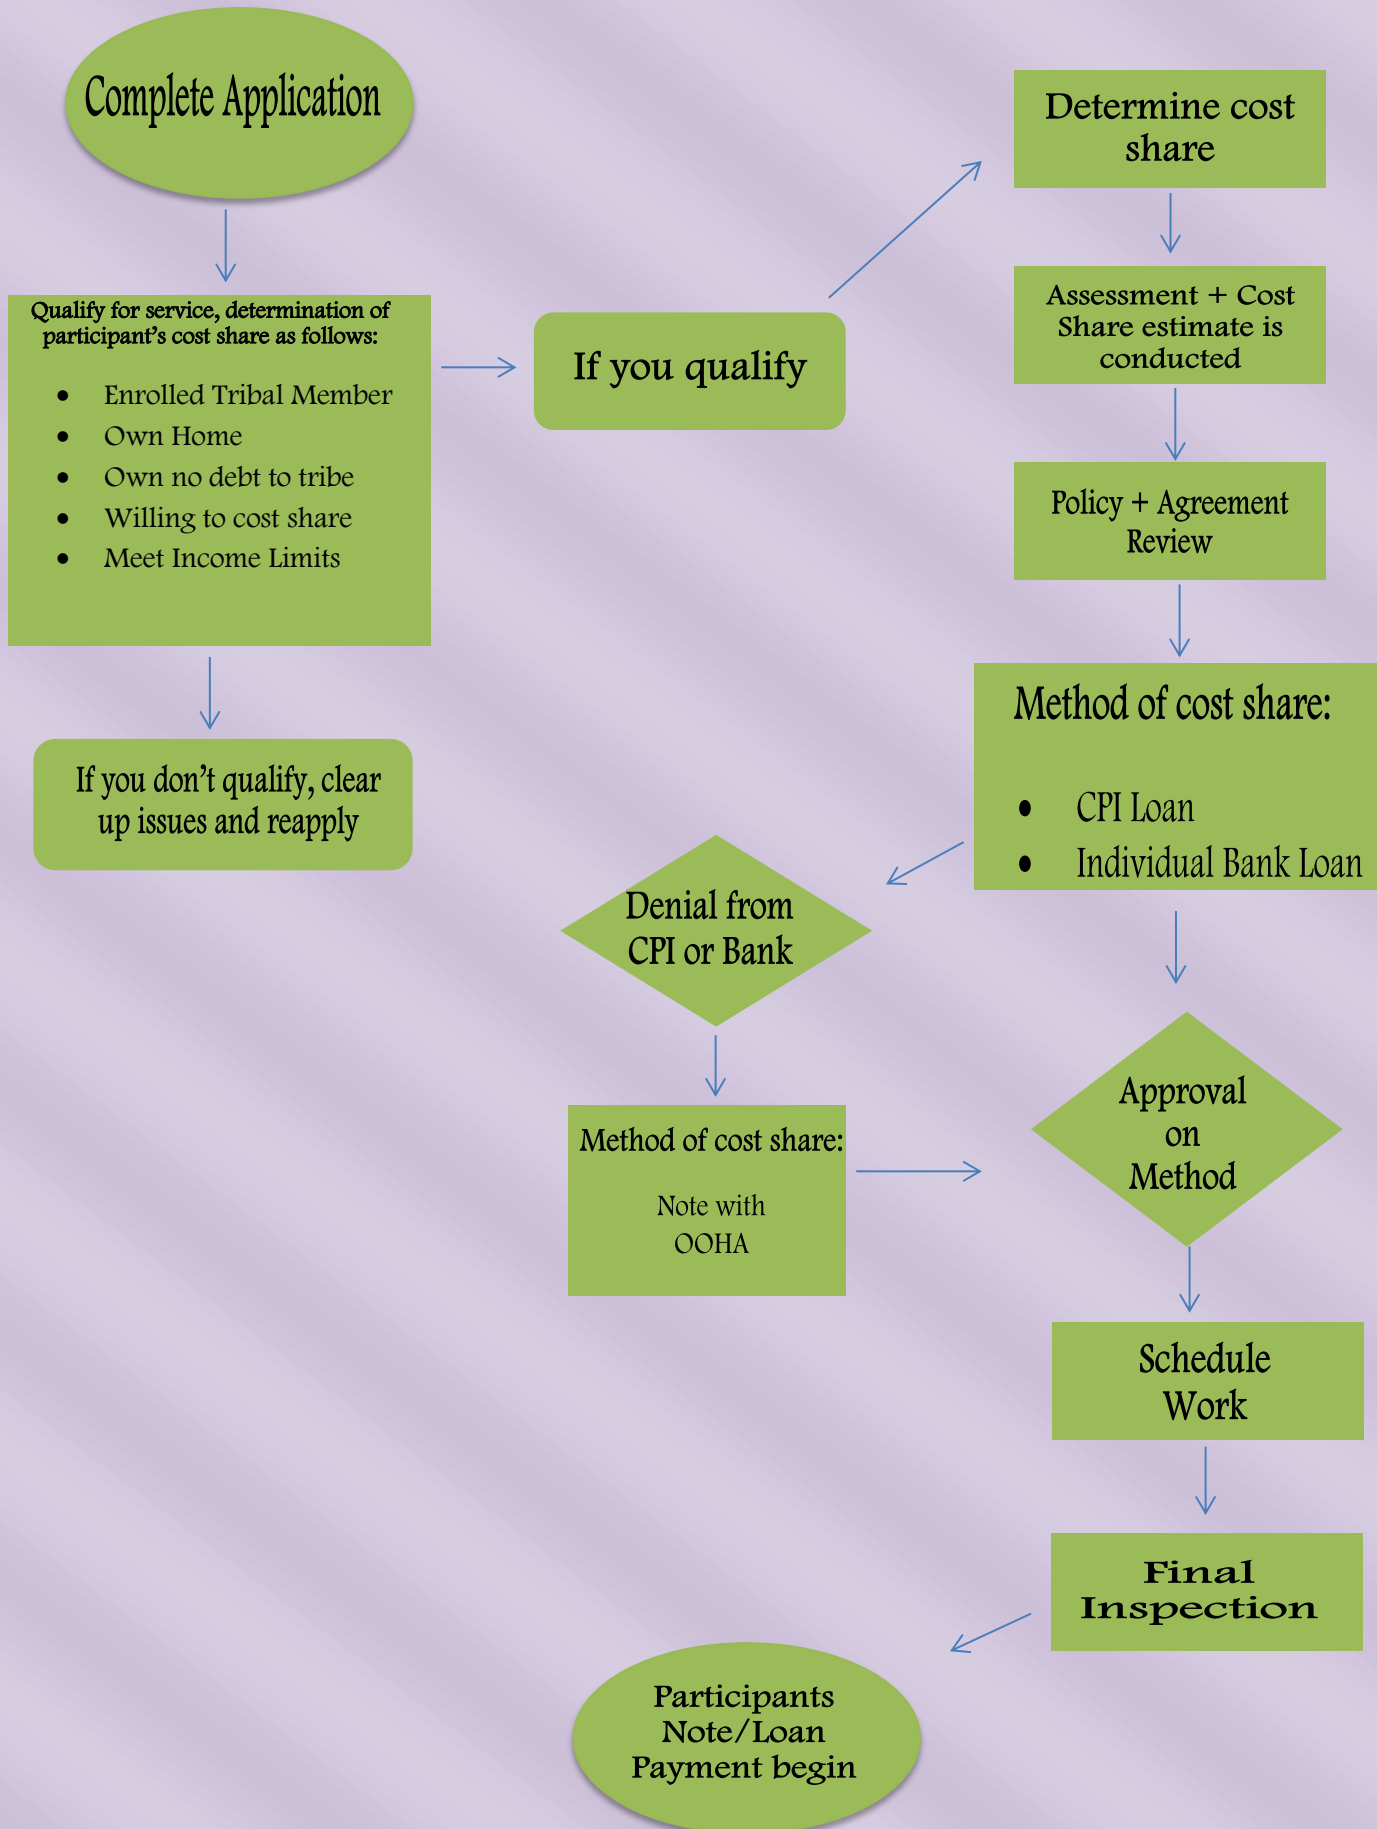 Complete Application
Qualify for service, determination of
participant’s cost share as follows:
• Enrolled Tribal Member
• Own Home
• Own no debt to tribe
• Willing to cost share
• Meet Income Limits
If you don’t qualify, clear
up issues and reapply
If you qualify
Determine cost
share
Assessment + Cost
Share estimate is
conducted
Policy + Agreement
Review
Method of cost share:
• CPI Loan
• Individual Bank Loan
Denial from
CPI or Bank
Method of cost share:
Note with
OOHA
Approval
on
Method
Schedule
Work
Final
Inspection
Participants
Note/Loan
Payment begin